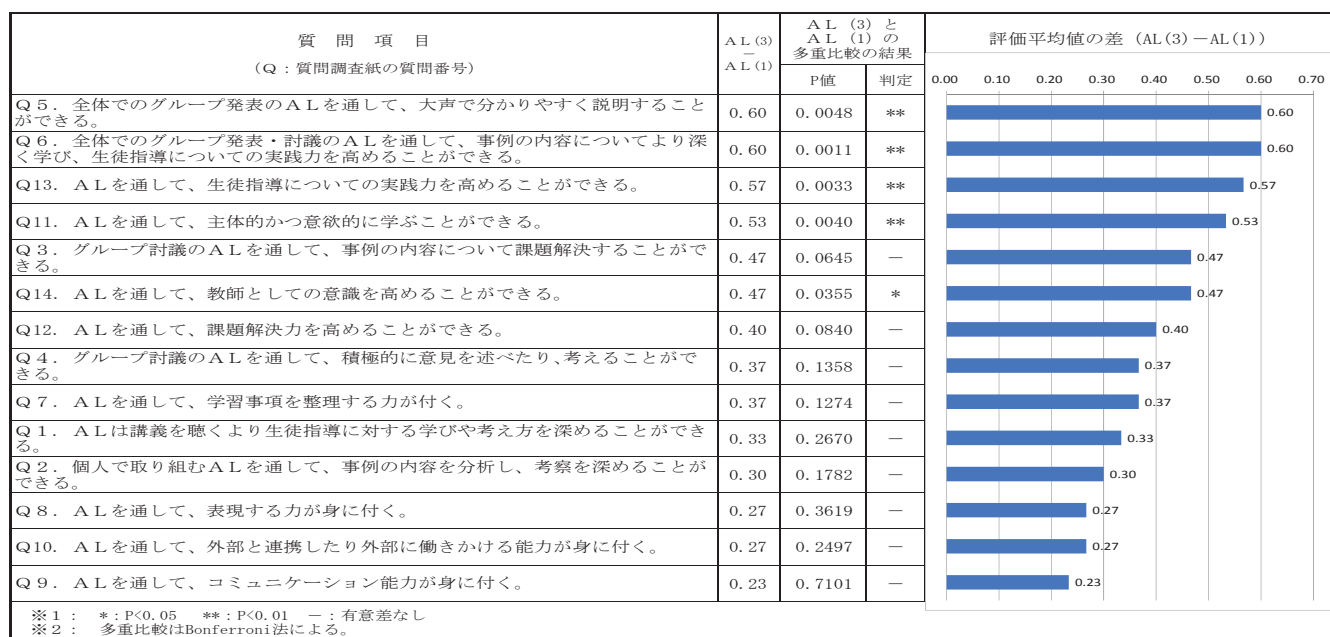 質 問 項 目
(Q:質問調査紙の質問番号)
AL(3)
－
AL(1)
AL (3) と
AL (1) の
多重比較の結果
P値 判定
評価平均値の差 (AL(3)－AL(1))
0.00 0.10 0.20 0.30 0.40 0.50 0.60 0.70
Q5. 全体でのグループ発表のALを通して、大声で分かりやすく説明すること
ができる。
0.60 0.0048 ** 0.60
Q6. 全体でのグループ発表・討議のALを通して、事例の内容についてより深
く学び、生徒指導についての実践力を高めることができる。
0.60 0.0011 ** 0.60
Q13. ALを通して、生徒指導についての実践力を高めることができる。 0.57 0.0033 ** 0.57
Q11. ALを通して、主体的かつ意欲的に学ぶことができる。 0.53 0.0040 ** 0.53
Q3. グループ討議のALを通して、事例の内容について課題解決することがで
きる。
0.47 0.0645 － 0.47
Q14. ALを通して、教師としての意識を高めることができる。 0.47 0.0355 * 0.47
Q12. ALを通して、課題解決力を高めることができる。 0.40 0.0840 － 0.40
Q4. グループ討議のALを通して、積極的に意見を述べたり、考えることがで
きる。
0.37 0.1358 － 0.37
Q7. ALを通して、学習事項を整理する力が付く。 0.37 0.1274 － 0.37
Q1. ALは講義を聴くより生徒指導に対する学びや考え方を深めることができ
る。
0.33 0.2670 － 0.33
Q2. 個人で取り組むALを通して、事例の内容を分析し、考察を深めることが
できる。
0.30 0.1782 － 0.30
Q8. ALを通して、表現する力が身に付く。 0.27 0.3619 － 0.27
Q10. ALを通して、外部と連携したり外部に働きかける能力が身に付く。 0.27 0.2497 － 0.27
Q9. ALを通して、コミュニケーション能力が身に付く。 0.23 0.7101 － 0.23
※1: *:P<0.05 **:P<0.01 －:有意差なし
※2: 多重比較はBonferroni法による。